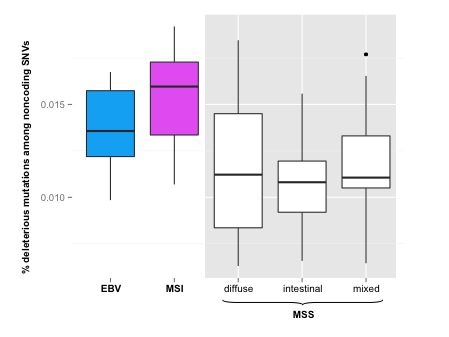 % deleterious mutations among noncoding SNVs
0.015
0.010
EBV MSI diffuse intestinal mixed
MSS